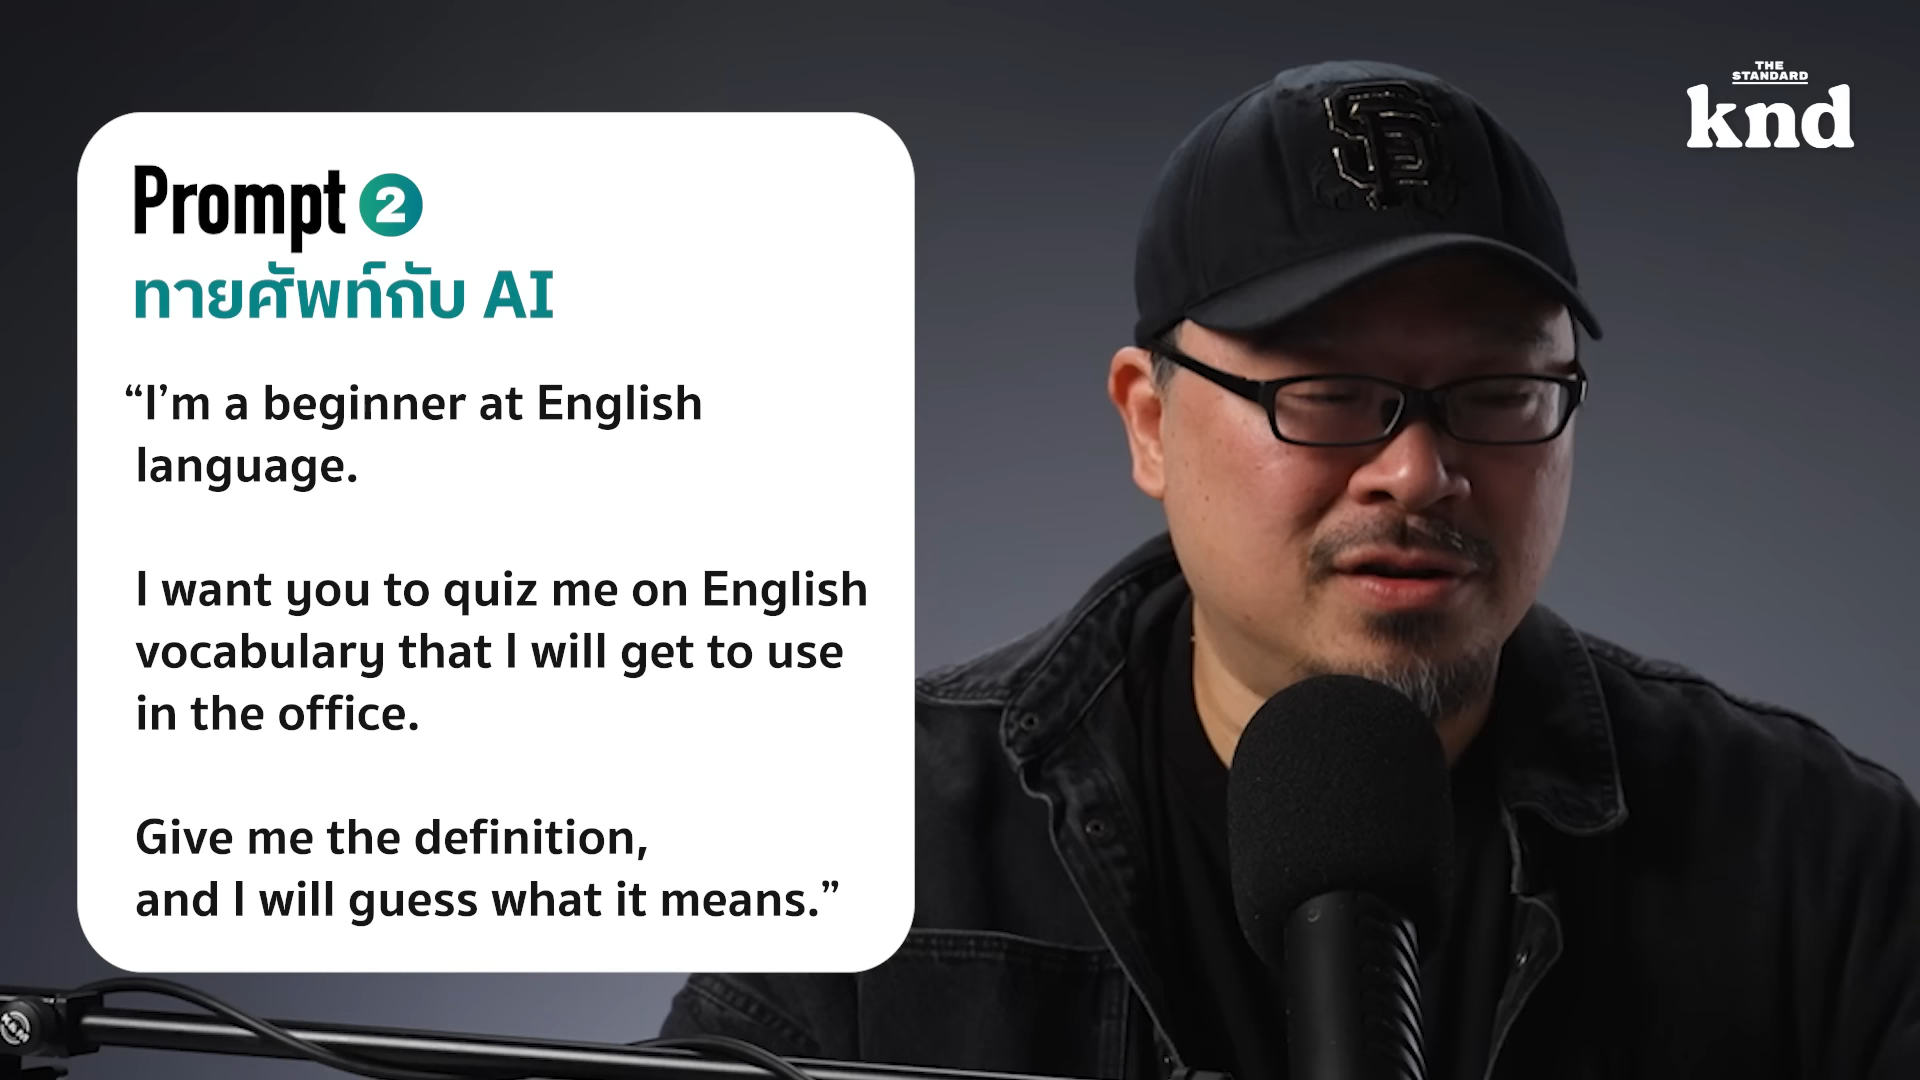 Prompt 2
ทายศัพท์กับ AI
“I’m a beginner at English
language.
I want you to quiz me on English
vocabulary that I will get to use
in the office.
Give me the definition,
and I will guess what it means.”
THE
STANDARD
knd
SF
K&M